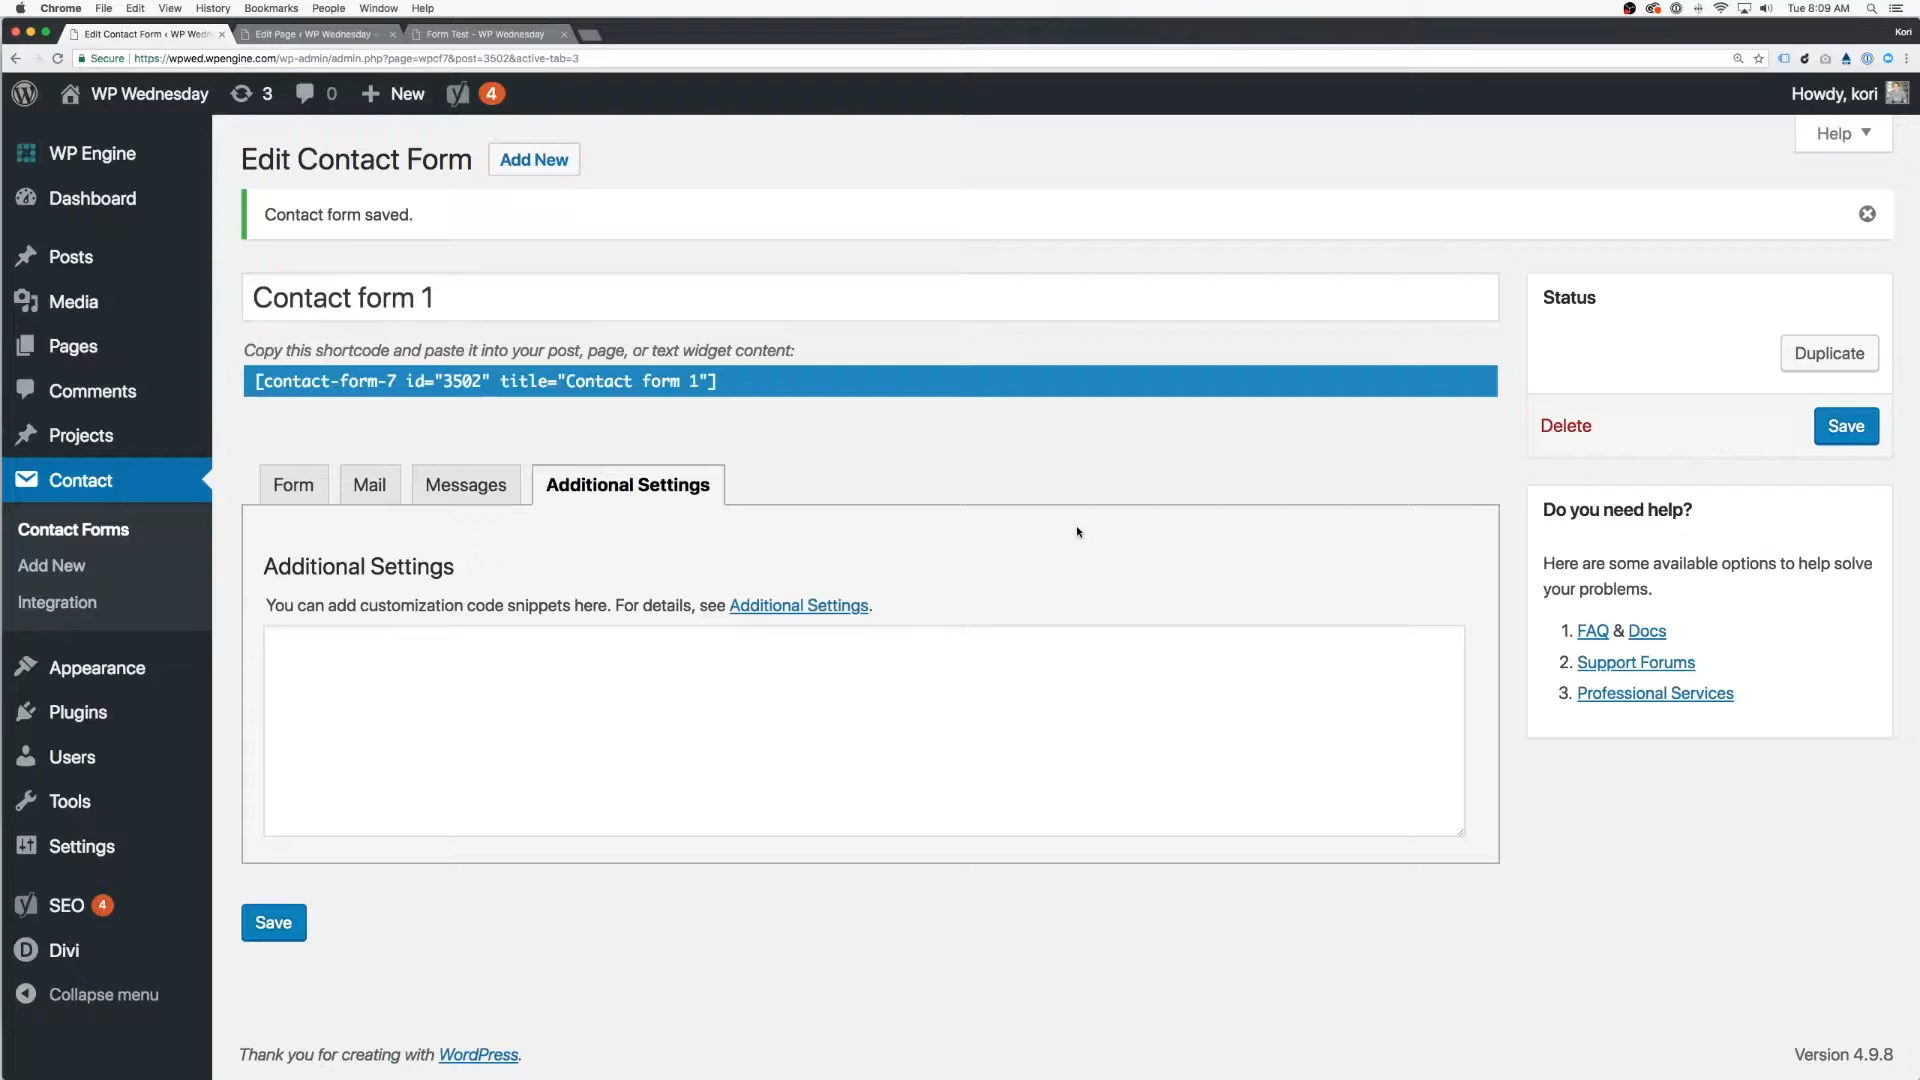 Chrome File Edit View History Bookmarks People Window Help Tue 8:09 AM
Edit Contact Form ‹ WP Wedn Edit Page ‹ WP Wednesday Form Test - WP Wednesday Kori
Secure https://wpwed.wpengine.com/wp-admin/admin.php?page=wpcf7&post=3502&active-tab=3
WP Wednesday 3 0 New 4 Howdy, kori
Help
WP Engine
Dashboard
Posts
Media
Pages
Comments
Projects
Contact
Contact Forms
Add New
Integration
Appearance
Plugins
Users
Tools
Settings
SEO 4
Divi
Collapse menu
Edit Contact Form Add New
Contact form saved.
Contact form 1
Copy this shortcode and paste it into your post, page, or text widget content:
[contact-form-7 id="3502" title="Contact form 1"]
Form Mail Messages Additional Settings
Additional Settings
You can add customization code snippets here. For details, see Additional Settings.
Save
Status
Duplicate
Delete Save
Do you need help?
Here are some available options to help solve
your problems.
1. FAQ & Docs
2. Support Forums
3. Professional Services
Thank you for creating with WordPress.
Version 4.9.8